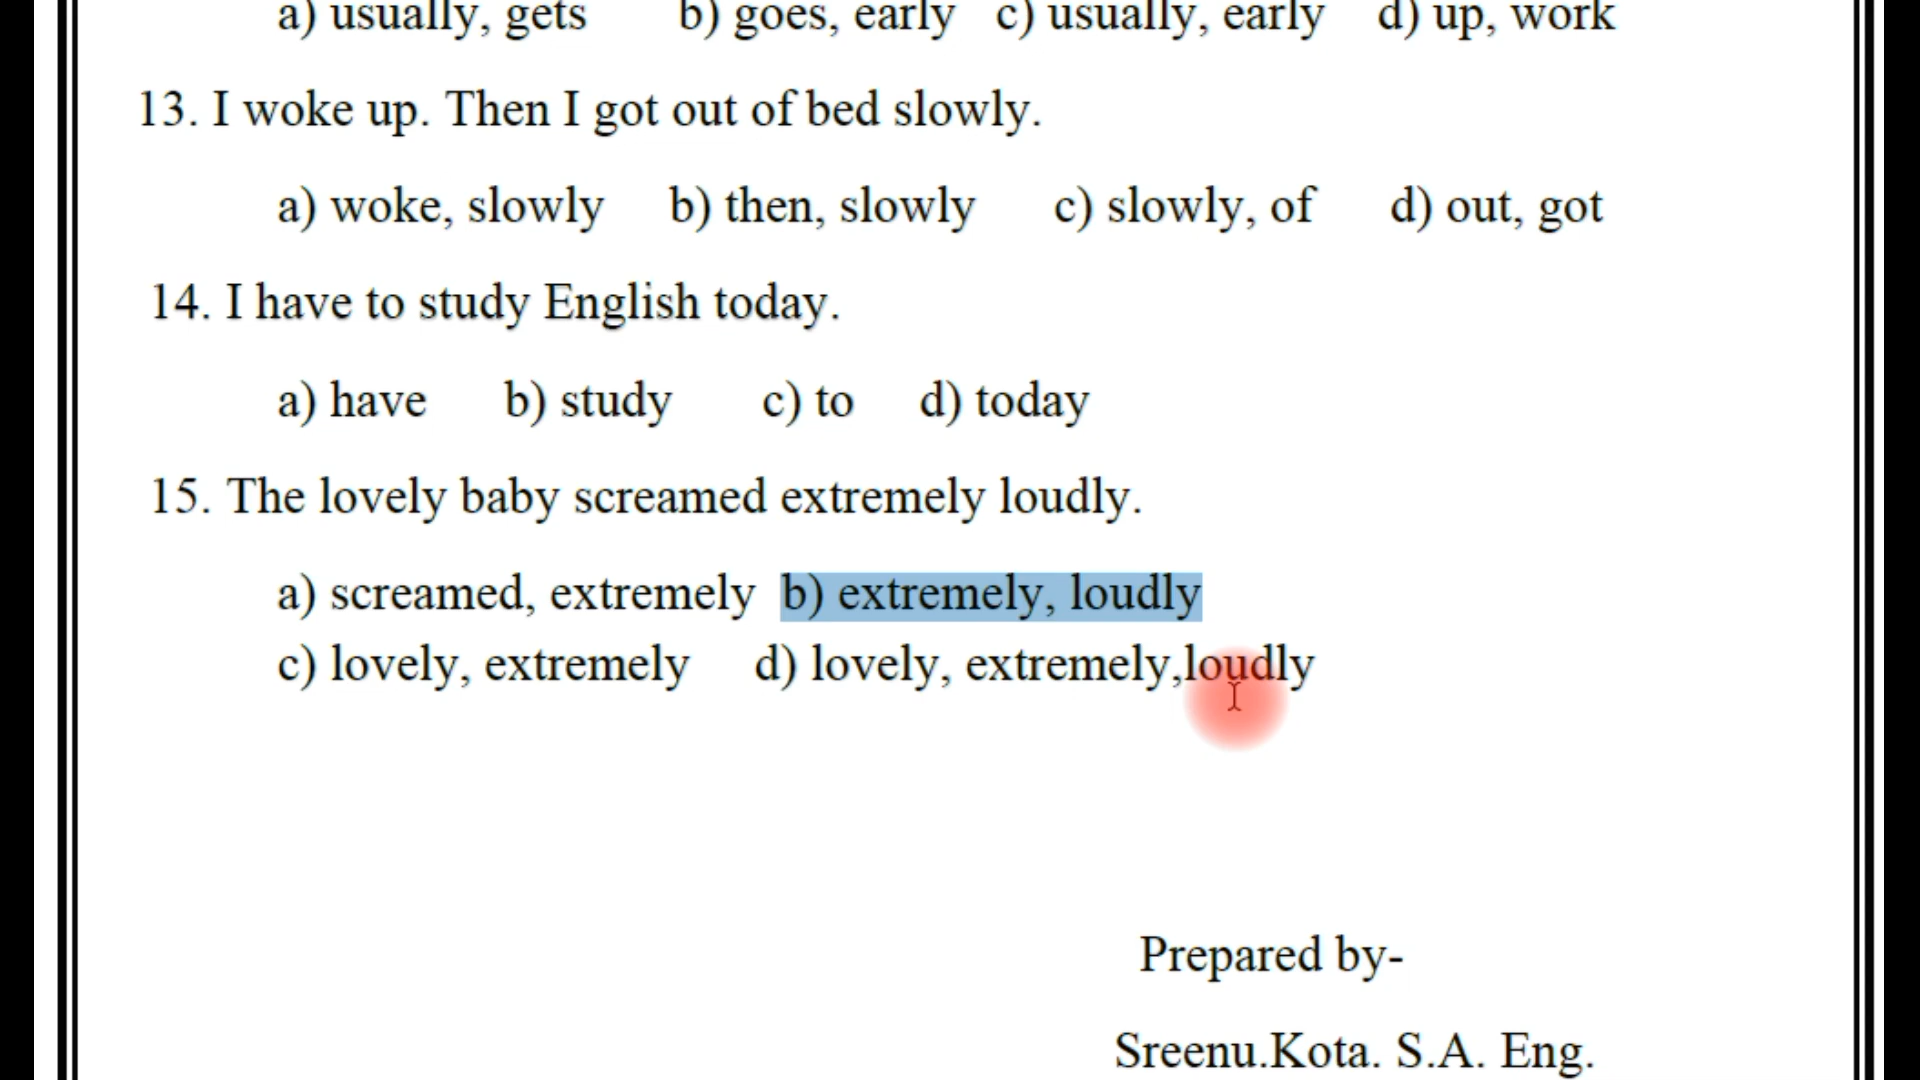 a) usually, gets b) goes, early c) usually, early d) up, work
13. I woke up. Then I got out of bed slowly.
a) woke, slowly b) then, slowly c) slowly, of d) out, got
14. I have to study English today.
a) have b) study c) to d) today
15. The lovely baby screamed extremely loudly.
a) screamed, extremely b) extremely, loudly
c) lovely, extremely d) lovely, extremely,loudly
Prepared by-
Sreenu.Kota. S.A. Eng.